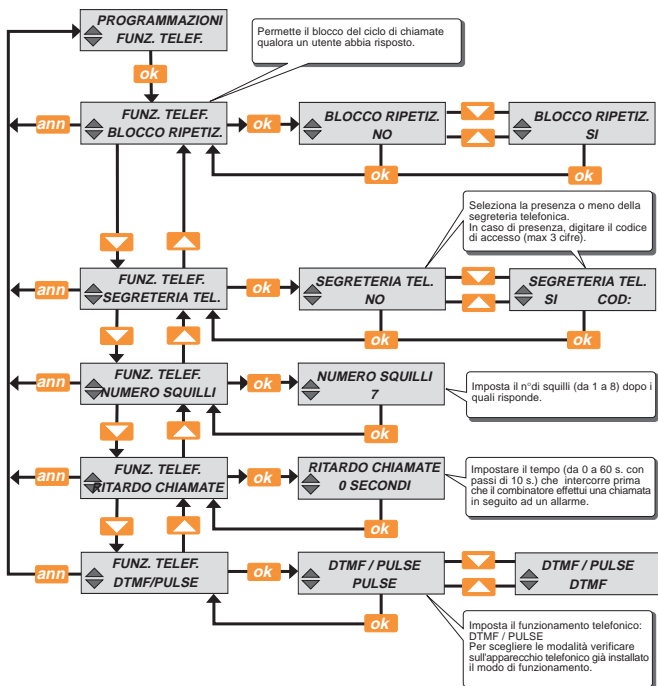 PROGRAMMAZIONI
FUNZ. TELEF.
Permette il blocco del ciclo di chiamate
qualora un utente abbia risposto.
ok
ann
FUNZ. TELEF.
BLOCCO RIPETIZ.
ok
BLOCCO RIPETIZ.
NO
BLOCCO RIPETIZ.
SI
ok
ok
Seleziona la presenza o meno della
segreteria telefonica.
In caso di presenza, digitare il codice
di accesso (max 3 cifre).
ann
FUNZ. TELEF.
SEGRETERIA TEL.
ok
SEGRETERIA TEL.
NO
SEGRETERIA TEL.
SI COD:
ok
ok
ann
FUNZ. TELEF.
NUMERO SQUILLI
ok
NUMERO SQUILLI
7
Imposta il n°di squilli (da 1 a 8) dopo i
quali risponde.
ok
ann
FUNZ. TELEF.
RITARDO CHIAMATE
ok
RITARDO CHIAMATE
0 SECONDI
Impostare il tempo (da 0 a 60 s. con
passi di 10 s.) che intercorre prima
che il combinatore effettui una chiamata
in seguito ad un allarme.
ok
ann
FUNZ. TELEF.
DTMF/PULSE
ok
DTMF / PULSE
PULSE
DTMF / PULSE
DTMF
ok
Imposta il funzionamento telefonico:
DTMF / PULSE
Per scegliere le modalità verificare
sull'apparecchio telefonico già installato
il modo di funzionamento.